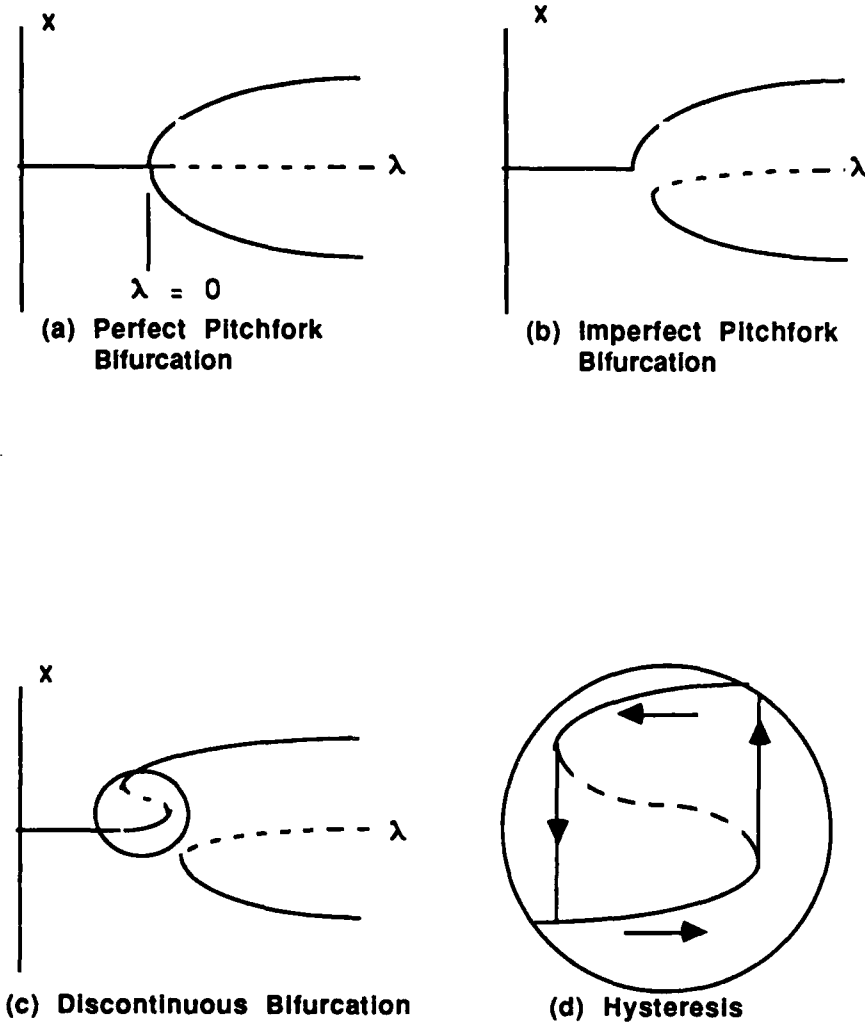 X
λ
λ = 0
(a) Perfect Pitchfork
Bifurcation
X
λ
(b) Imperfect Pitchfork
Bifurcation
X
λ
(c) Discontinuous Bifurcation
(d) Hysteresis